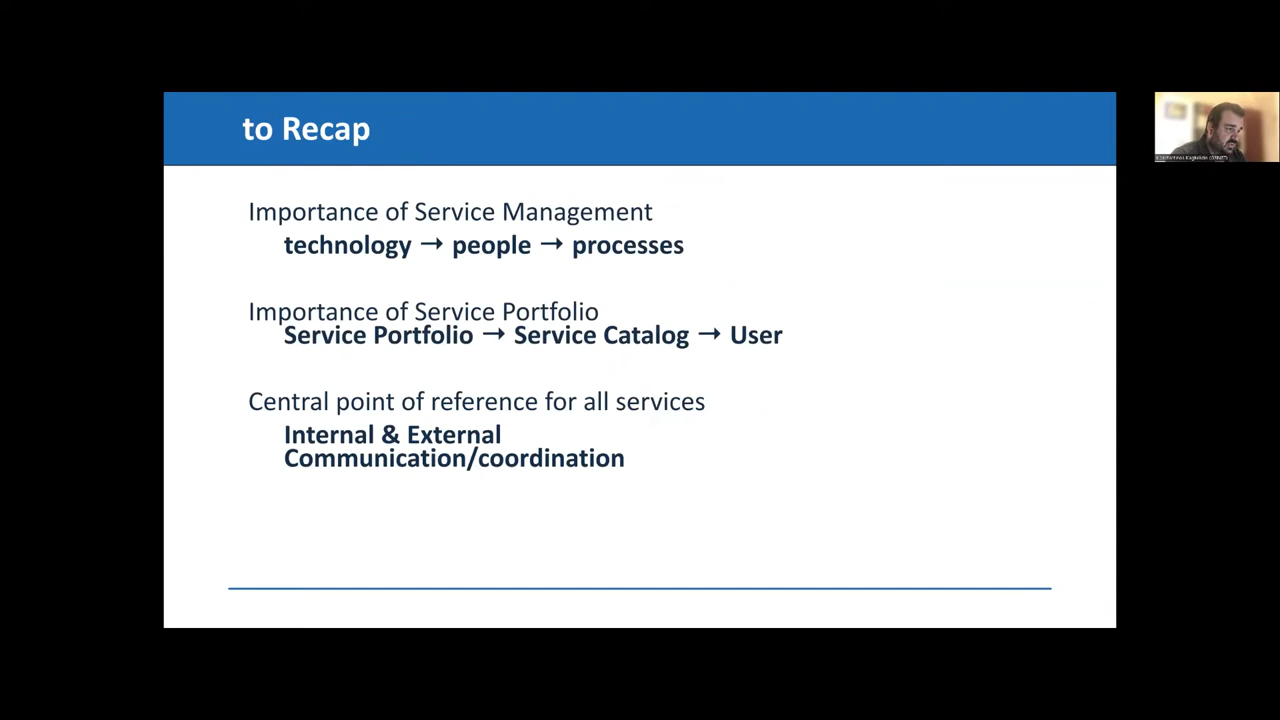 to Recap
Importance of Service Management
technology → people → processes
Importance of Service Portfolio
Service Portfolio → Service Catalog → User
Central point of reference for all services
Internal & External
Communication/coordination